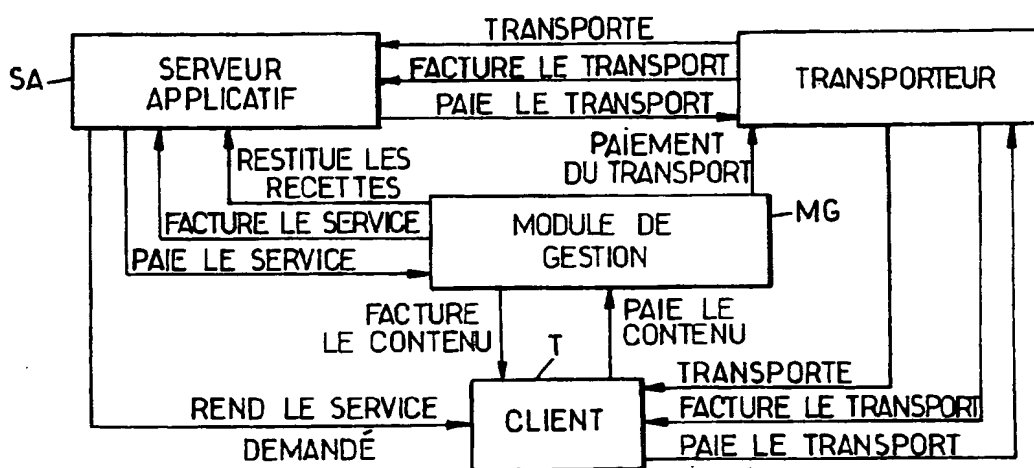 TRANSPORTE
SA
SERVEUR
APPLICATIF
FACTURE LE TRANSPORT
TRANSPORTEUR
PAIE LE TRANSPORT
RESTITUE LES
RECETTES
PAIEMENT
DU TRANSPORT
FACTURE LE SERVICE
MODULE DE
GESTION
MG
PAIE LE SERVICE
FACTURE
LE CONTENU
PAIE LE
CONTENU
T
TRANSPORTE
REND LE SERVICE
DEMANDÉ
CLIENT
FACTURE LE TRANSPORT
PAIE LE TRANSPORT